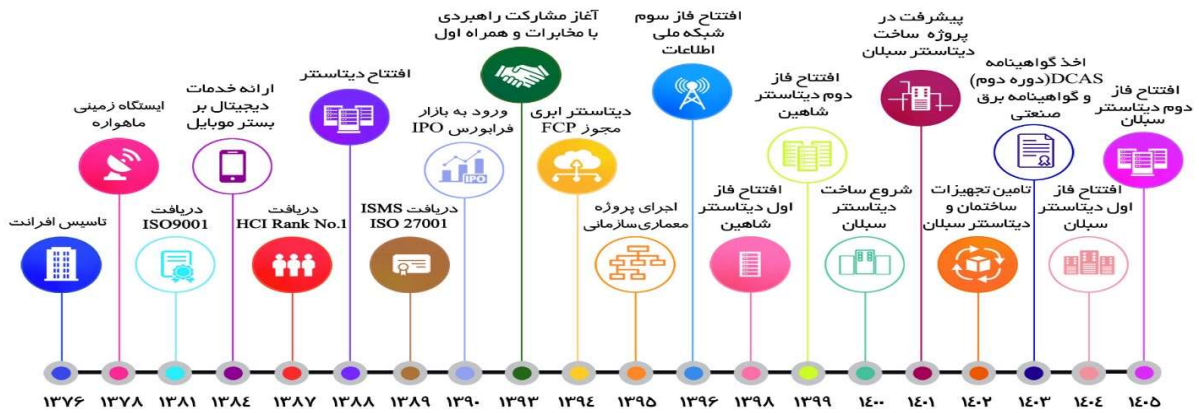 تاسیس افرانت
ایستگاه زمینی
ماهواره
دریافت
ISO9001
ارائه خدمات
دیجیتال بر
بستر موبایل
دریافت
HCI Rank No.1
افتتاح دیتاسنتر
دریافت ISMS
ISO 27001
ورود به بازار
فرابورس IPO
IPO
آغاز مشارکت راهبردی
با مخابرات و همراه اول
دیتاسنتر ابری
مجوز FCP
اجرای پروژه
معماری سازمانی
افتتاح فاز سوم
شبکه ملی
اطلاعات
افتتاح فاز
اول دیتاسنتر
شاهین
افتتاح فاز
دوم دیتاسنتر
شاهین
شروع ساخت
دیتاسنتر
سبلان
پیشرفت در
پروژه ساخت
دیتاسنتر سبلان
تامین تجهیزات
ساختمان و
دیتاسنتر سبلان
اخذ گواهینامه
DCAS(دوره دوم)
و گواهینامه برق
صنعتی
افتتاح فاز
اول دیتاسنتر
سبلان
افتتاح فاز
دوم دیتاسنتر
سبلان
۱۳۷۶ ۱۳۷۸ ۱۳۸۱ ۱۳۸۴ ۱۳۸۷ ۱۳۸۸ ۱۳۸۹ ۱۳۹۰ ۱۳۹۳ ۱۳۹۴ ۱۳۹۵ ۱۳۹۶ ۱۳۹۸ ۱۳۹۹ ۱۴۰۰ ۱۴۰۱ ۱۴۰۲ ۱۴۰۳ ۱۴۰۴ ۱۴۰۵